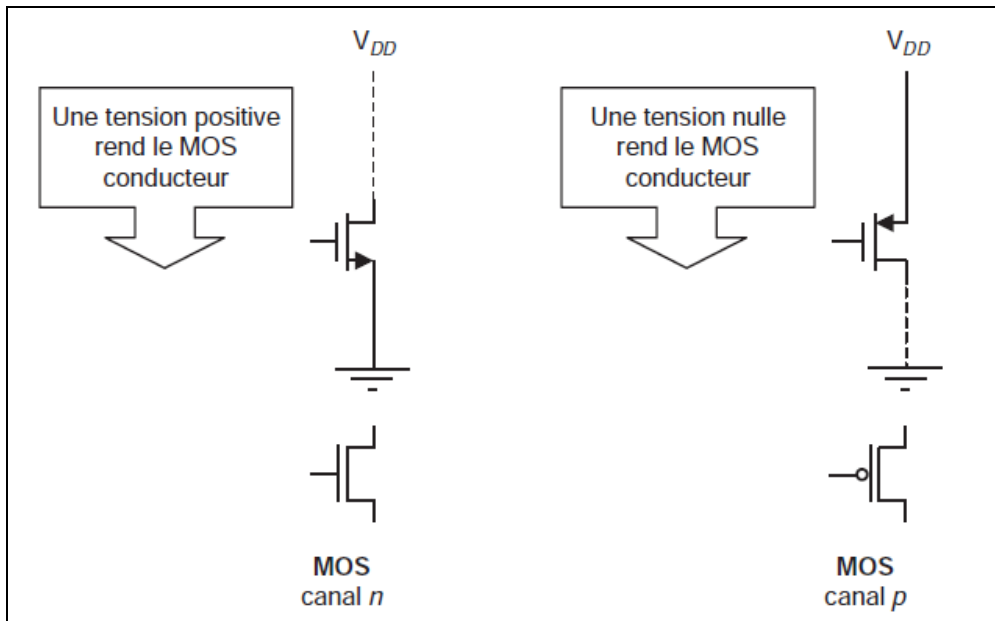 V_DD
Une tension positive
rend le MOS
conducteur
MOS
canal n
V_DD
Une tension nulle
rend le MOS
conducteur
MOS
canal p